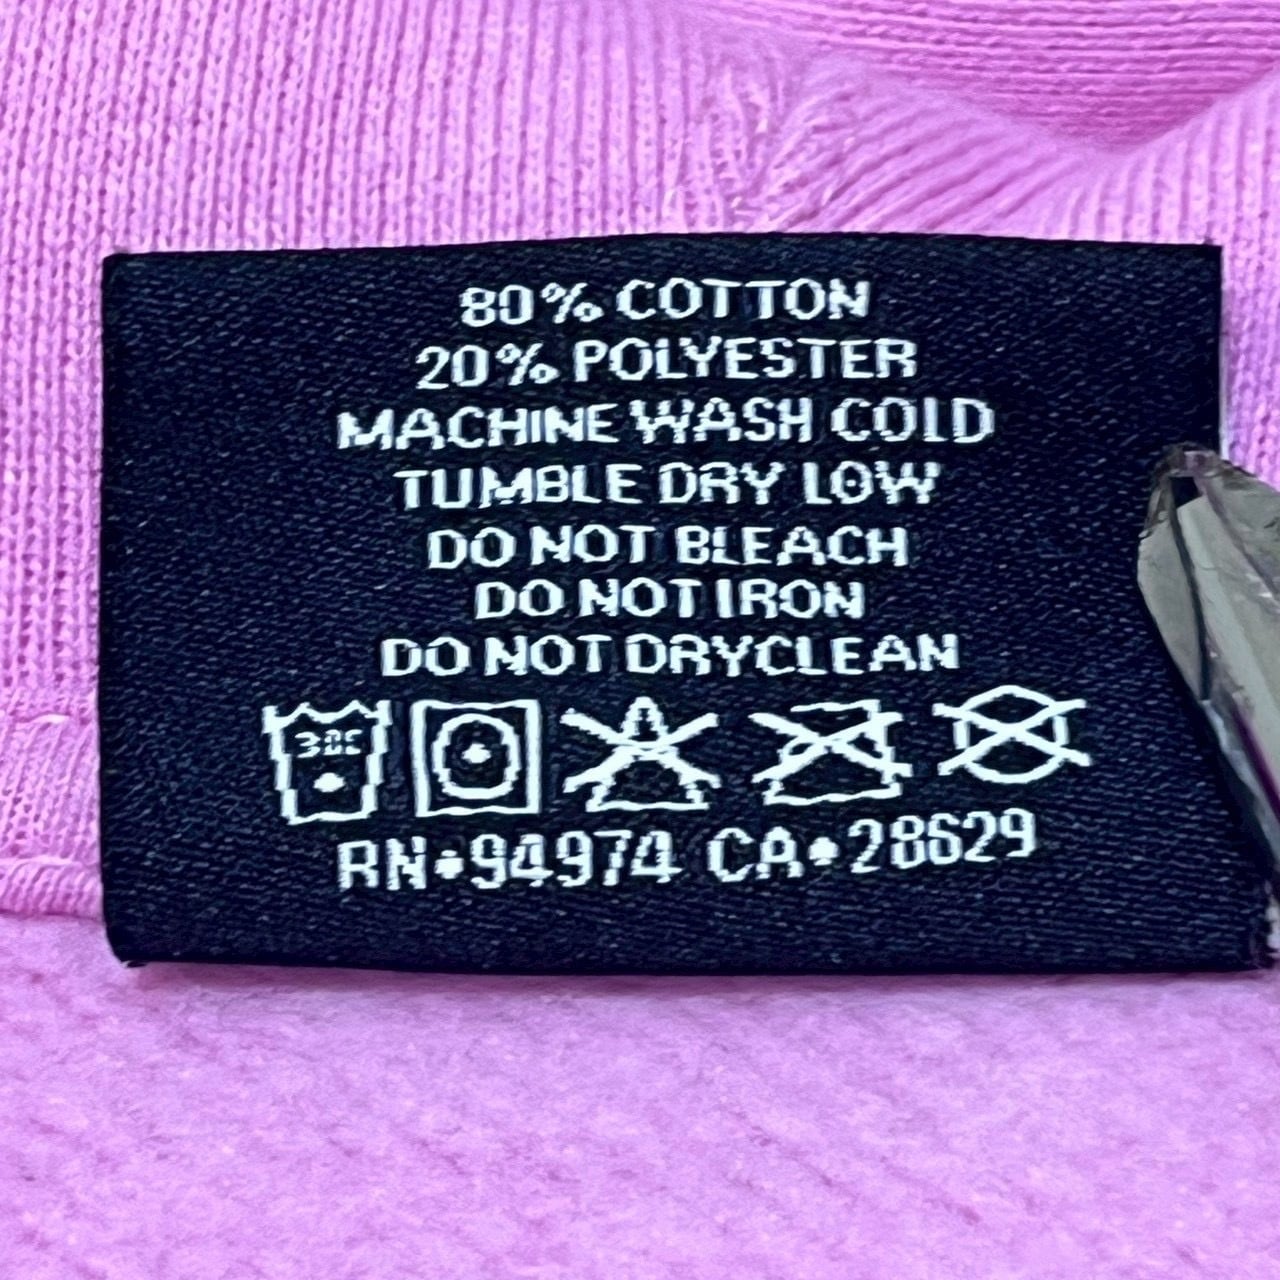 80% COTTON
20% POLYESTER
MACHINE WASH COLD
TUMBLE DRY LOW
DO NOT BLEACH
DO NOT IRON
DO NOT DRYCLEAN
30C
RN•94974 CA•28629